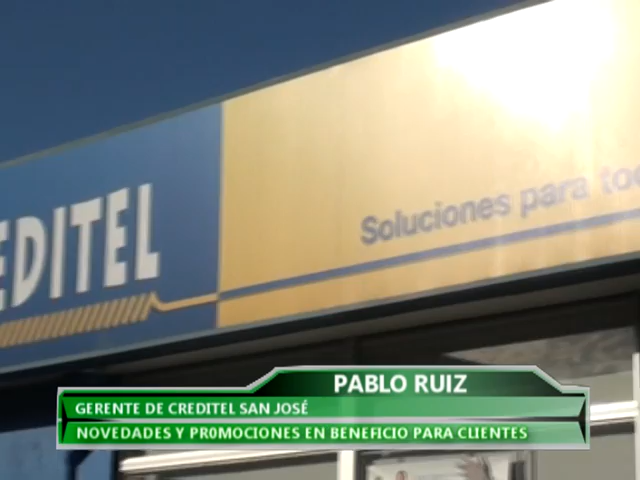 EDITEL
Soluciones para to
PABLO RUIZ
GERENTE DE CREDITEL SAN JOSÉ
NOVEDADES Y PR0MOCIONES EN BENEFICIO PARA CLIENTES